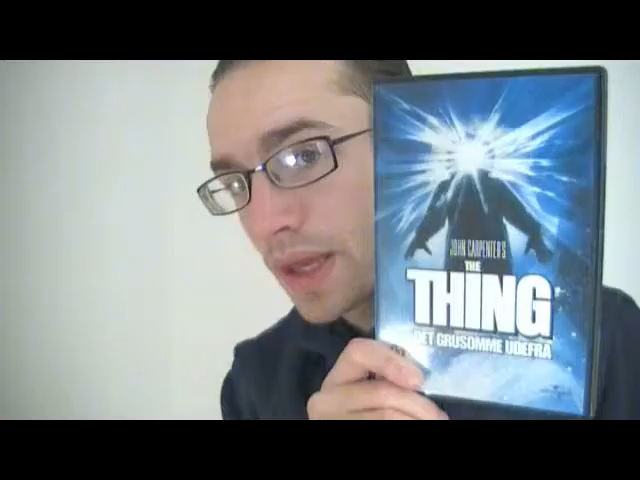 JOHN CARPENTER'S
THE
THING
DET GRUSOMME UDEFRA